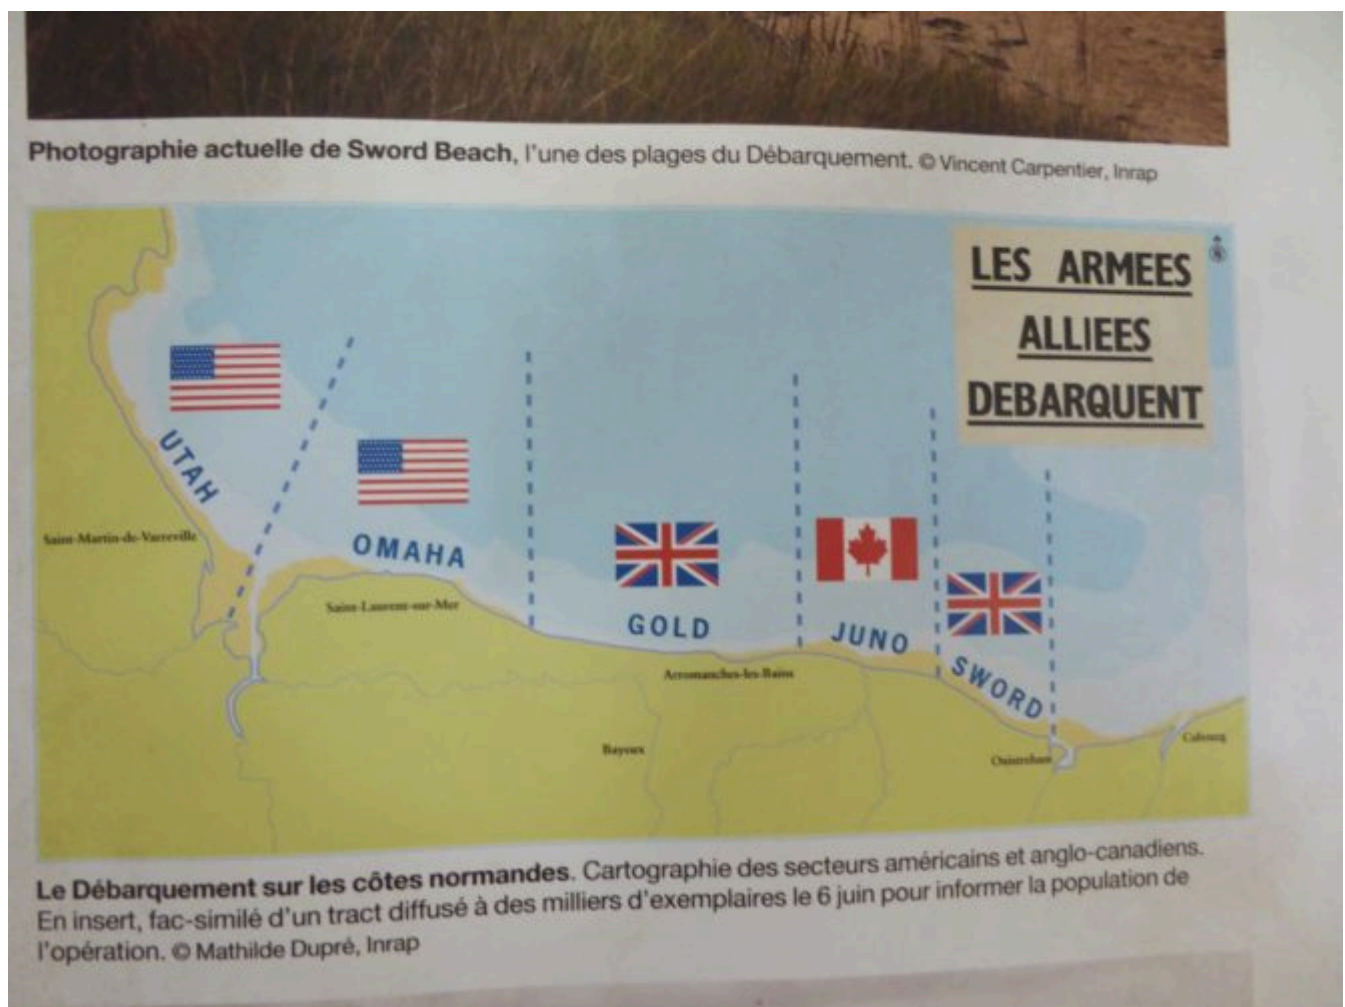 Photographie actuelle de Sword Beach, l'une des plages du Débarquement. © Vincent Carpentier, Inrap
LES ARMEES
ALLIEES
DEBARQUENT
UTAH
Saint-Martin-de-Varreville
OMAHA
Saint-Laurent-sur-Mer
GOLD
JUNO
Arromanches-les-Bains
SWORD
Bayeux
Ouistreham
Cabourg
Le Débarquement sur les côtes normandes. Cartographie des secteurs américains et anglo-canadiens.
En insert, fac-similé d'un tract diffusé à des milliers d'exemplaires le 6 juin pour informer la population de
l'opération. © Mathilde Dupré, Inrap